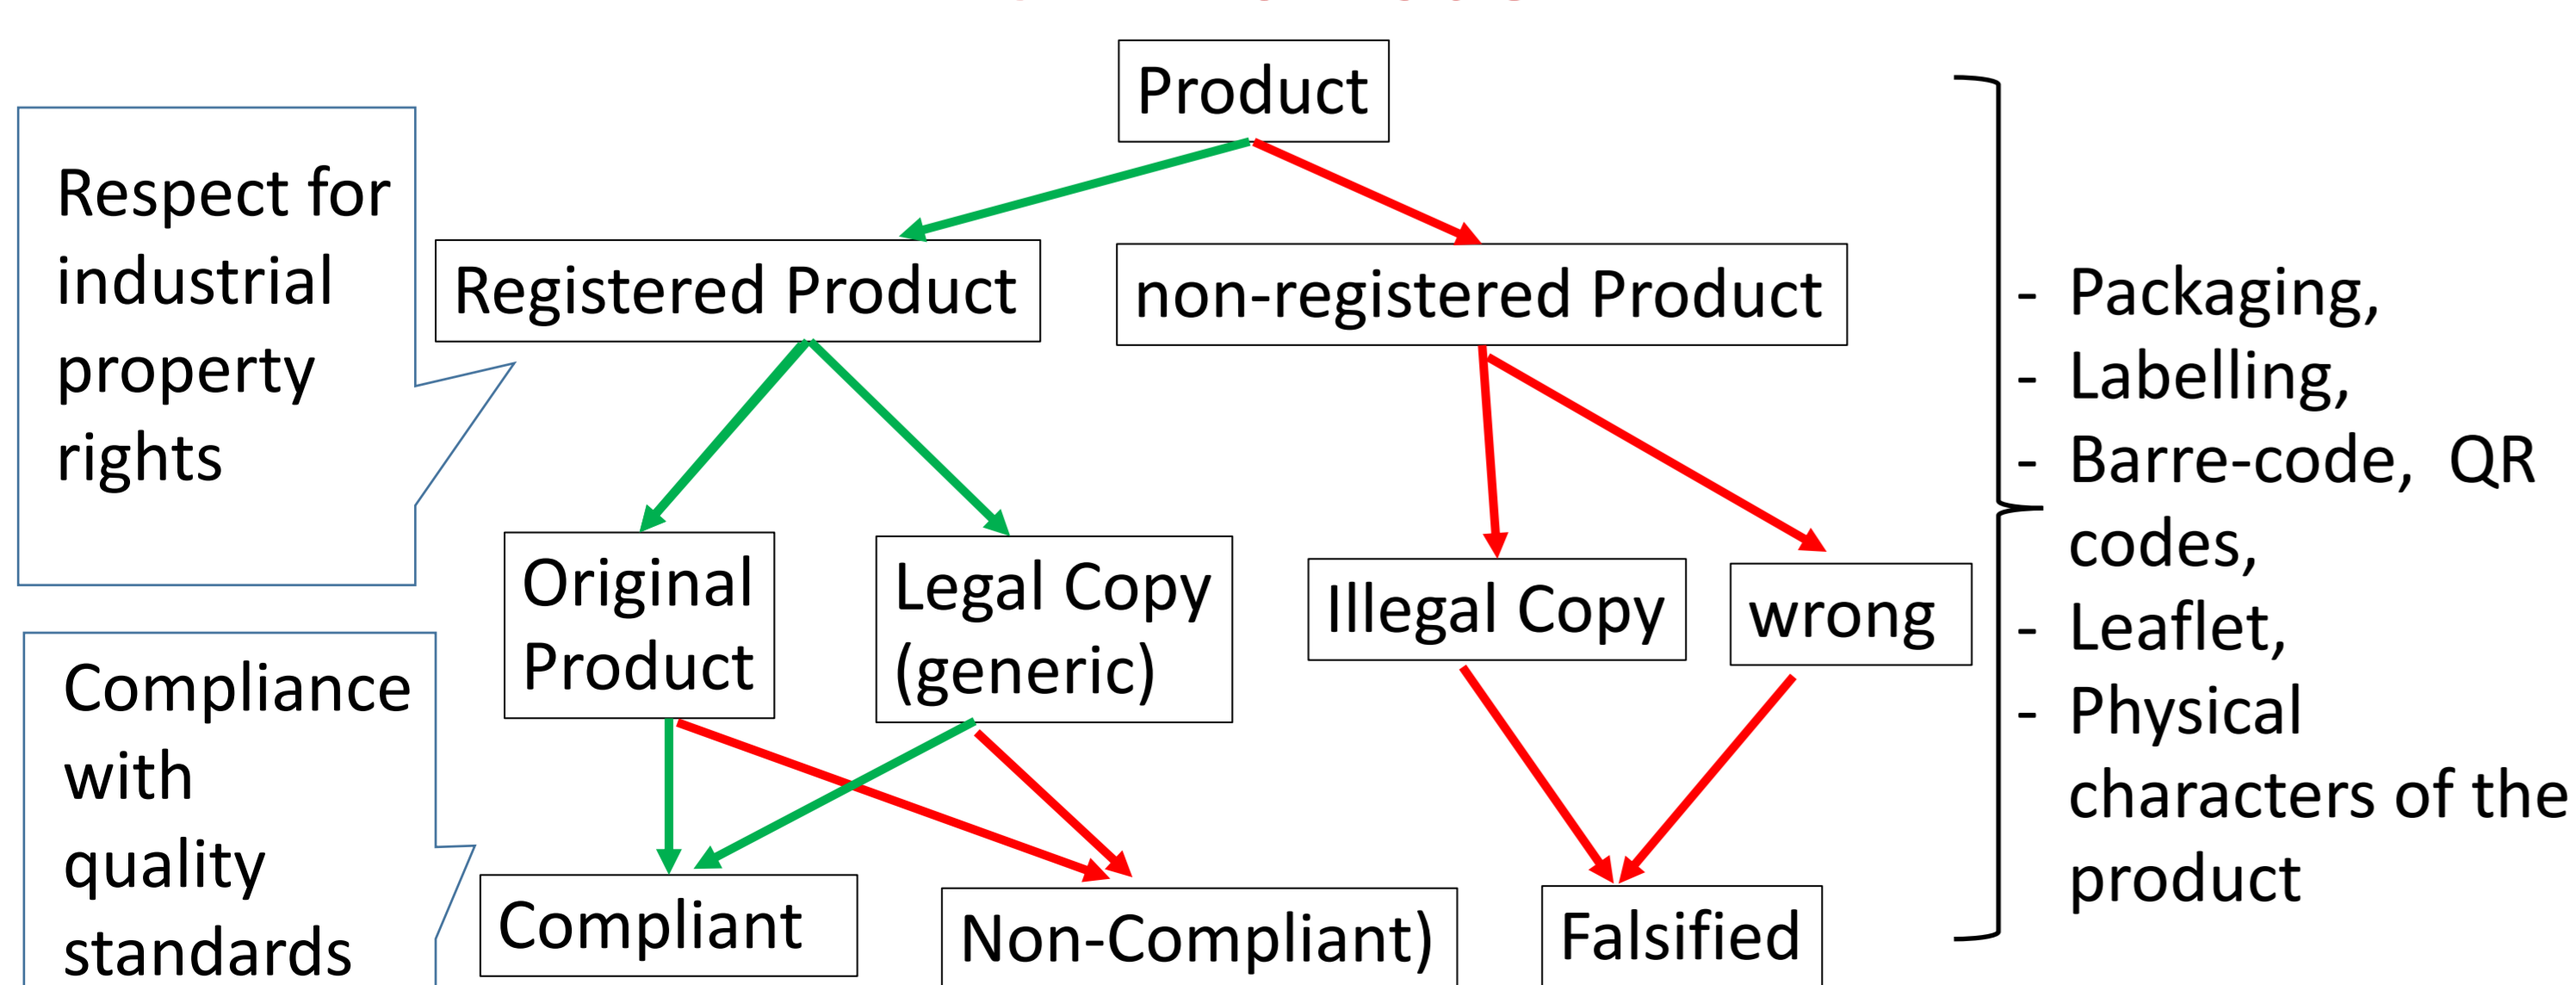 Product
Respect for
industrial
property
rights
Registered Product
non-registered Product
- Packaging,
- Labelling,
- Barre-code, QR
codes,
- Leaflet,
- Physical
characters of the
product
Original
Product
Legal Copy
(generic)
Illegal Copy
wrong
Compliance
with
quality
standards
Compliant
Non-Compliant)
Falsified